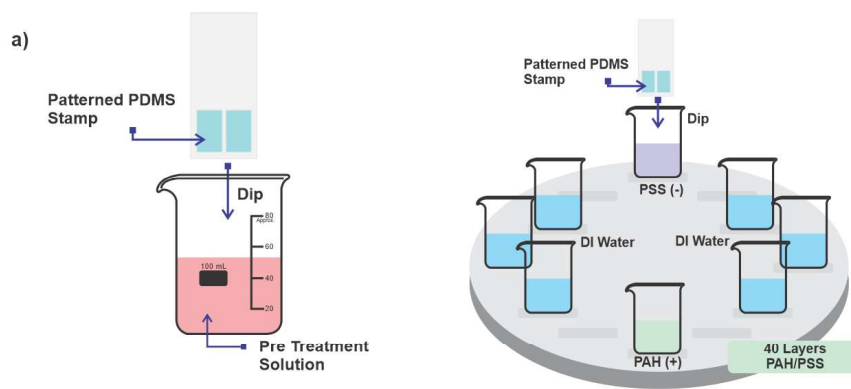 a)
Patterned PDMS
Stamp
Dip
80
Approx.
60
100 mL
40
20
Pre Treatment
Solution
Patterned PDMS
Stamp
Dip
PSS (-)
DI Water
DI Water
PAH (+)
40 Layers
PAH/PSS